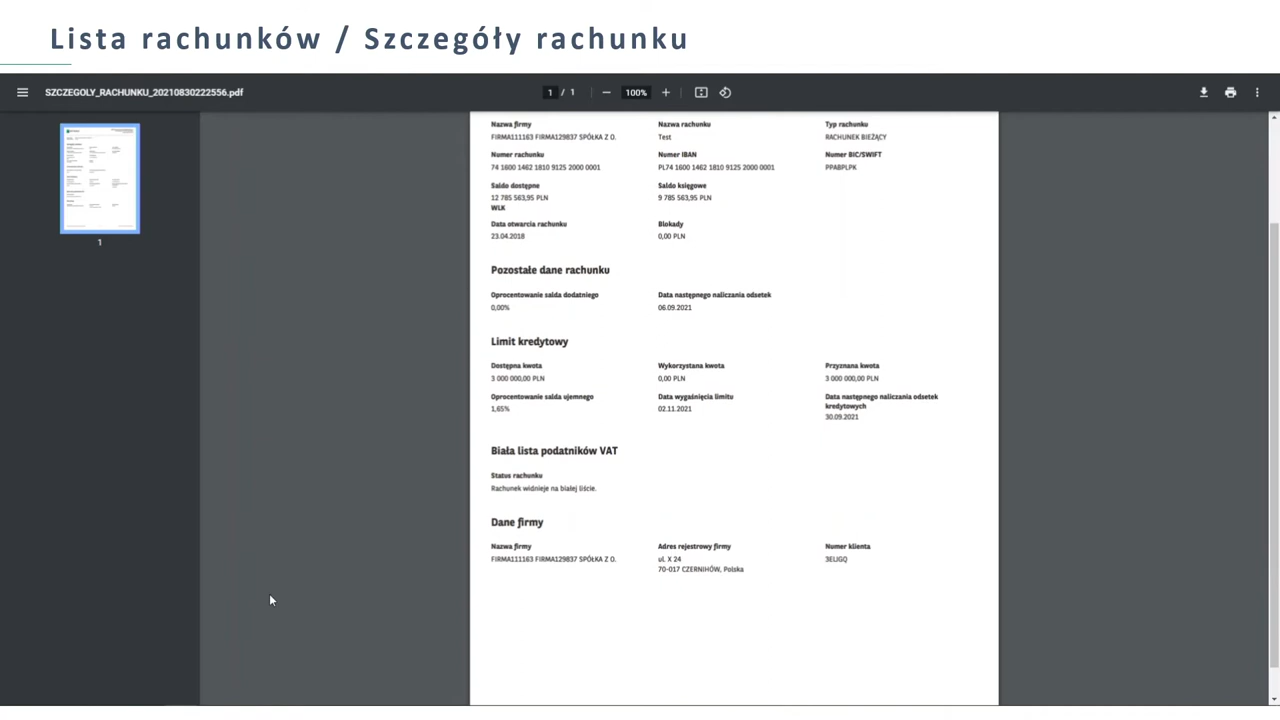 Lista rachunków / Szczegóły rachunku
SZCZEGOLY_RACHUNKU_20210830222556.pdf
1 / 1
100%
1
Nazwa firmy
FIRMA111163 FIRMA129837 SPÓŁKA Z O.
Nazwa rachunku
Test
Typ rachunku
RACHUNEK BIEŻĄCY
Numer rachunku
74 1600 1462 1810 9125 2000 0001
Numer IBAN
PL74 1600 1462 1810 9125 2000 0001
Numer BIC/SWIFT
PPABPLPK
Saldo dostępne
12 785 563,95 PLN
WLK
Saldo księgowe
9 785 563,95 PLN
Data otwarcia rachunku
23.04.2018
Blokady
0,00 PLN
Pozostałe dane rachunku
Oprocentowanie salda dodatniego
0,00%
Data następnego naliczania odsetek
06.09.2021
Limit kredytowy
Dostępna kwota
3 000 000,00 PLN
Wykorzystana kwota
0,00 PLN
Przyznana kwota
3 000 000,00 PLN
Oprocentowanie salda ujemnego
1,65%
Data wygaśnięcia limitu
02.11.2021
Data następnego naliczania odsetek
kredytowych
30.09.2021
Biała lista podatników VAT
Status rachunku
Rachunek widnieje na białej liście.
Dane firmy
Nazwa firmy
FIRMA111163 FIRMA129837 SPÓŁKA Z O.
Adres rejestrowy firmy
ul. X 24
70-017 CZERNIHÓW, Polska
Numer klienta
3ELJGQ